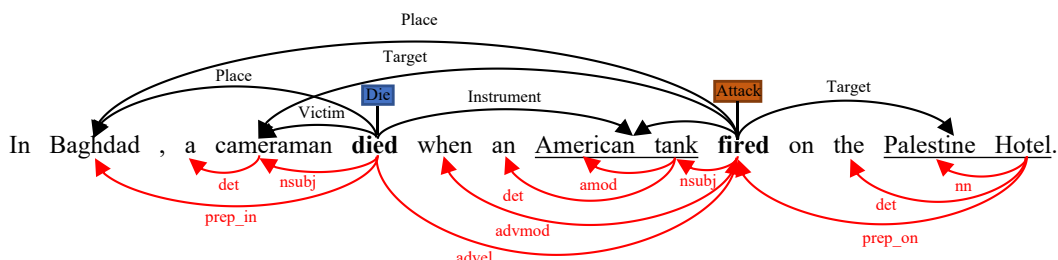 Place
Target
Place
Die
Attack
Instrument
Target
Victim
In Baghdad , a cameraman died when an American tank fired on the Palestine Hotel.
det
nsubj
det
amod
nsubj
nn
det
prep_in
advmod
prep_on